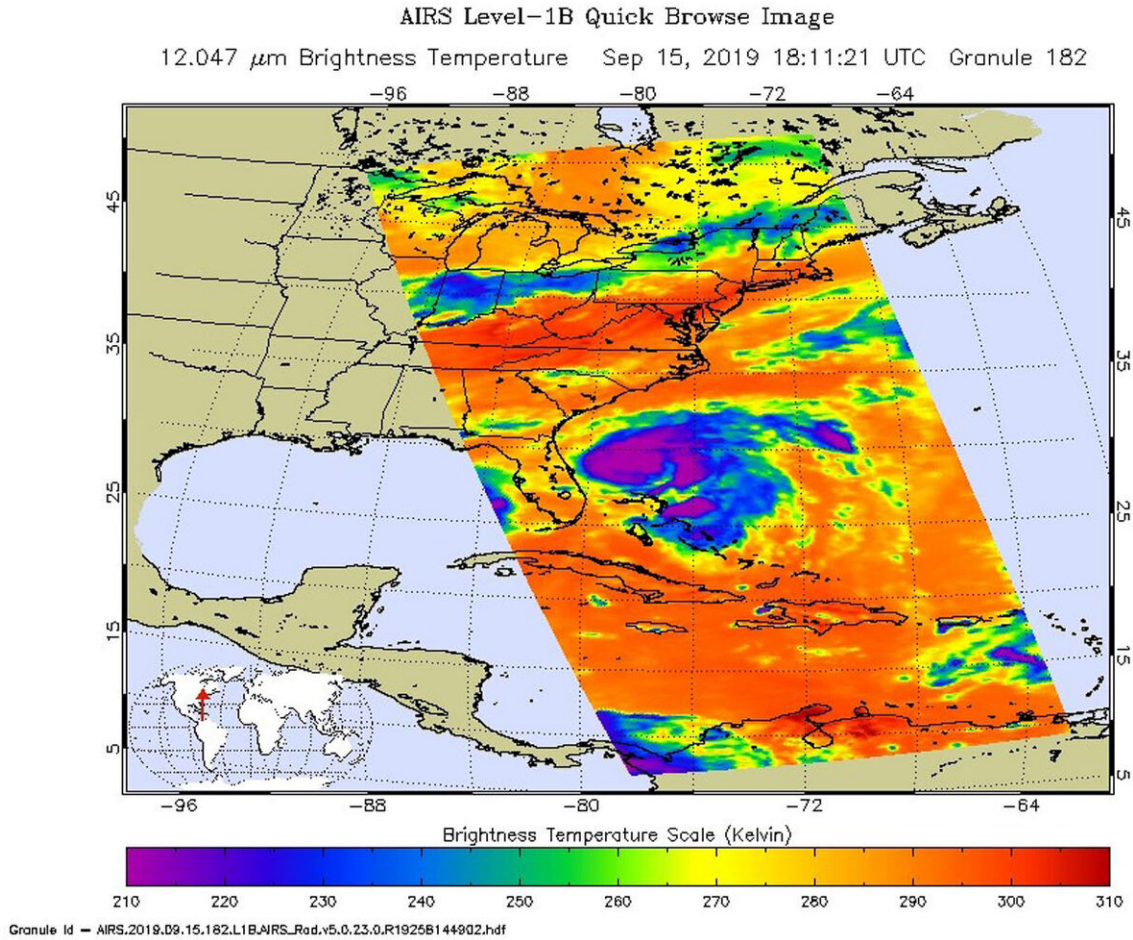 AIRS Level-1B Quick Browse Image
12.047 μm Brightness Temperature Sep 15, 2019 18:11:21 UTC Granule 182
-96 -88 -80 -72 -64
45 45
35 35
25 25
15 15
5 5
-96 -88 -80 -72 -64
Brightness Temperature Scale (Kelvin)
210 220 230 240 250 260 270 280 290 300 310
Granule Id - AIRS.2019.09.15.182.L1B.AIRS_Rad.v5.0.23.0.R19258144902.hdf